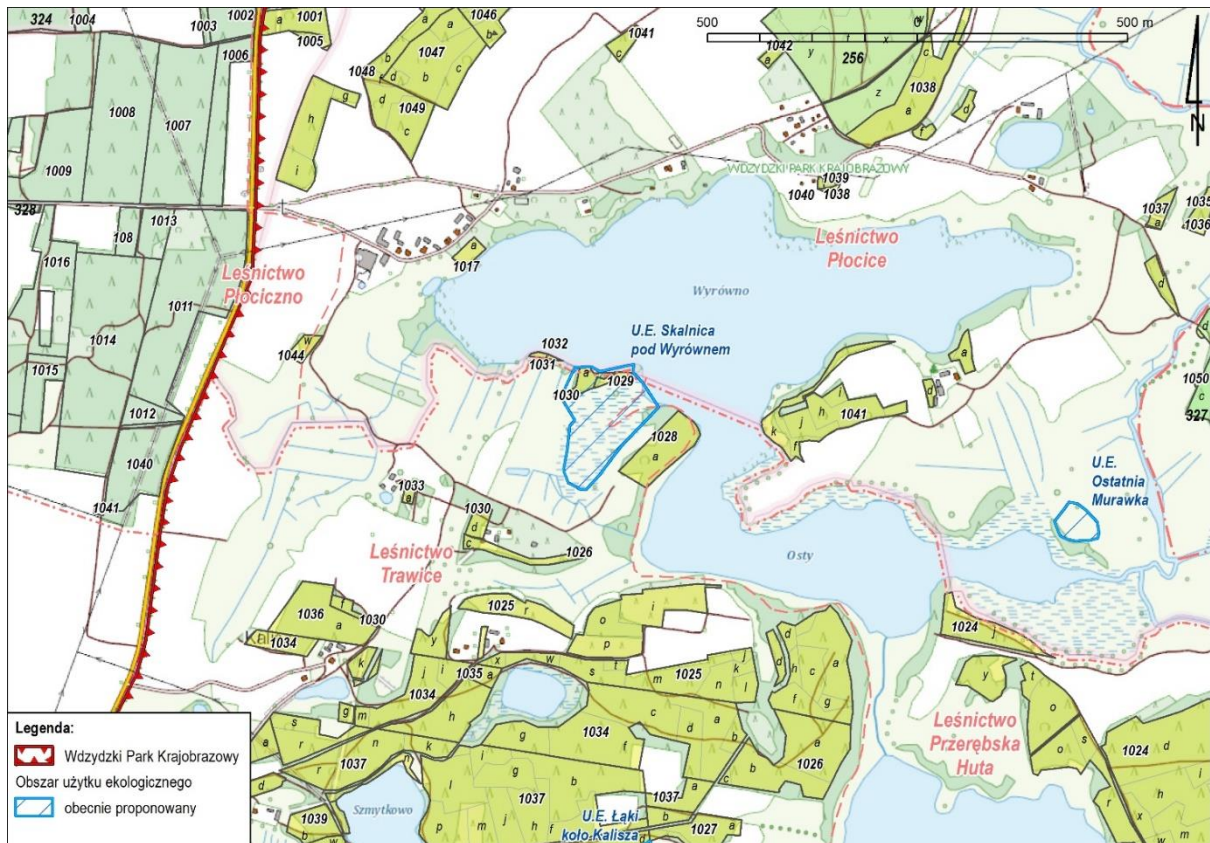 324
1004
1003
1002
1001
a
1005
1006
1046
a
a
b
1047
b
b
c
1048
d
d
1049
c
1041
c
500
0
500 m
1042
a
y
t
x
w
256
c
z
a
1038
d
f
N
1008
1007
1009
h
g
i
328
1013
108
1016
1011
1014
1015
1012
1040
1041
WDZYDZKI PARK KRAJOBRAZOWY
1039
1040
1038
1037
a
1035
1036
Leśnictwo
Płociczno
1017
a
Leśnictwo
Płocice
Wyrówno
d
1044
w
U.E. Skalnica
pod Wyrównem
1032
1031
a
1029
1030
1028
a
a
d
i
h
j
1041
k
f
1050
c
327
U.E.
Ostatnia
Murawka
1033
a
1030
d
c
1026
Leśnictwo
Trawice
Osty
1036
f
a
1030
1034
Kal
k
1025
r
y
o
i
p
1024
j
j
i
1035
x
w
a
s
t
m
1025
k
j
n
l
d
h
c
a
f
g
1034
h
g
m
s
a
r
n
k
1037
r
h
i
g
b
1034
f
c
d
a
d
b
a
c
b
1026
1037
l
p
m
j
h
f
1037
d
a
1027
b
1039
b
w
Szmytkowo
U.E. Łąki
koło Kalisza
y
t
o
o
s
Leśnictwo
Przerębska
Huta
1024
d
i
r
h
x
w
m
Legenda:
Wdzydzki Park Krajobrazowy
Obszar użytku ekologicznego
obecnie proponowany